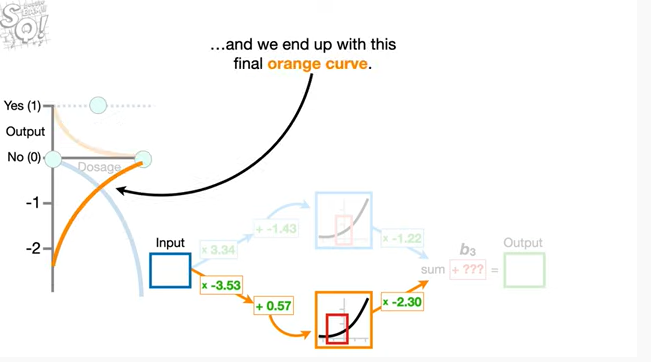 SQ!
...and we end up with this
final orange curve.
Yes (1)
Output
No (0)
Dosage
-1
-2
Input
x 3.34
+ -1.43
x -1.22
b3
Output
sum + ??? =
x -3.53
+ 0.57
x -2.30